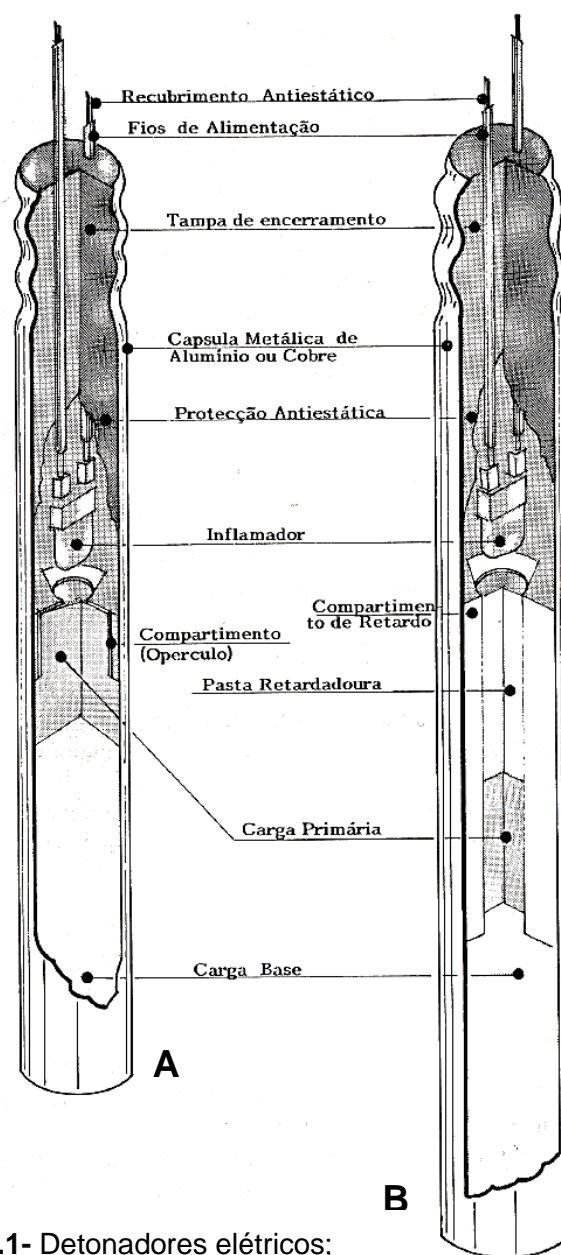 Recubrimento Antiestático
Fios de Alimentação
Tampa de encerramento
Capsula Metálica de
Alumínio ou Cobre
Protecção Antiestática
Inflamador
Compartimen
to de Retardo
Compartimento
(Operculo)
Pasta Retardadoura
Carga Primária
Carga Base
A
B
.1- Detonadores elétricos;